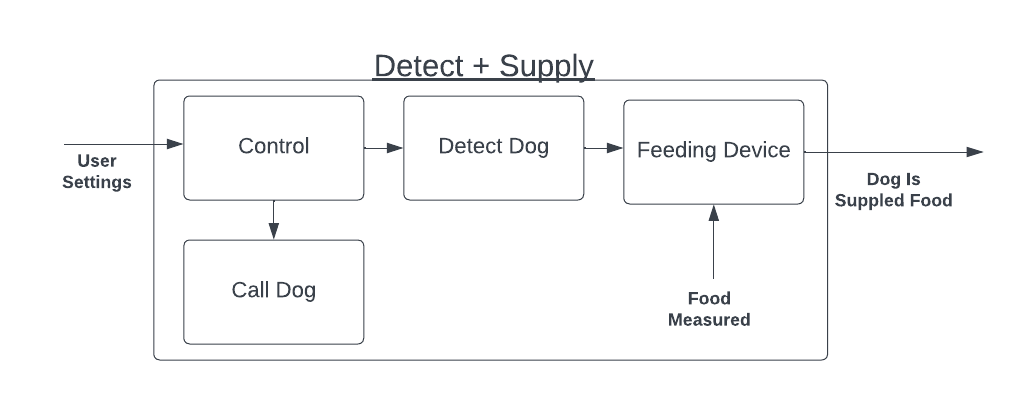 Detect + Supply
Control
Detect Dog
Feeding Device
User
Settings
Dog Is
Suppled Food
Call Dog
Food
Measured